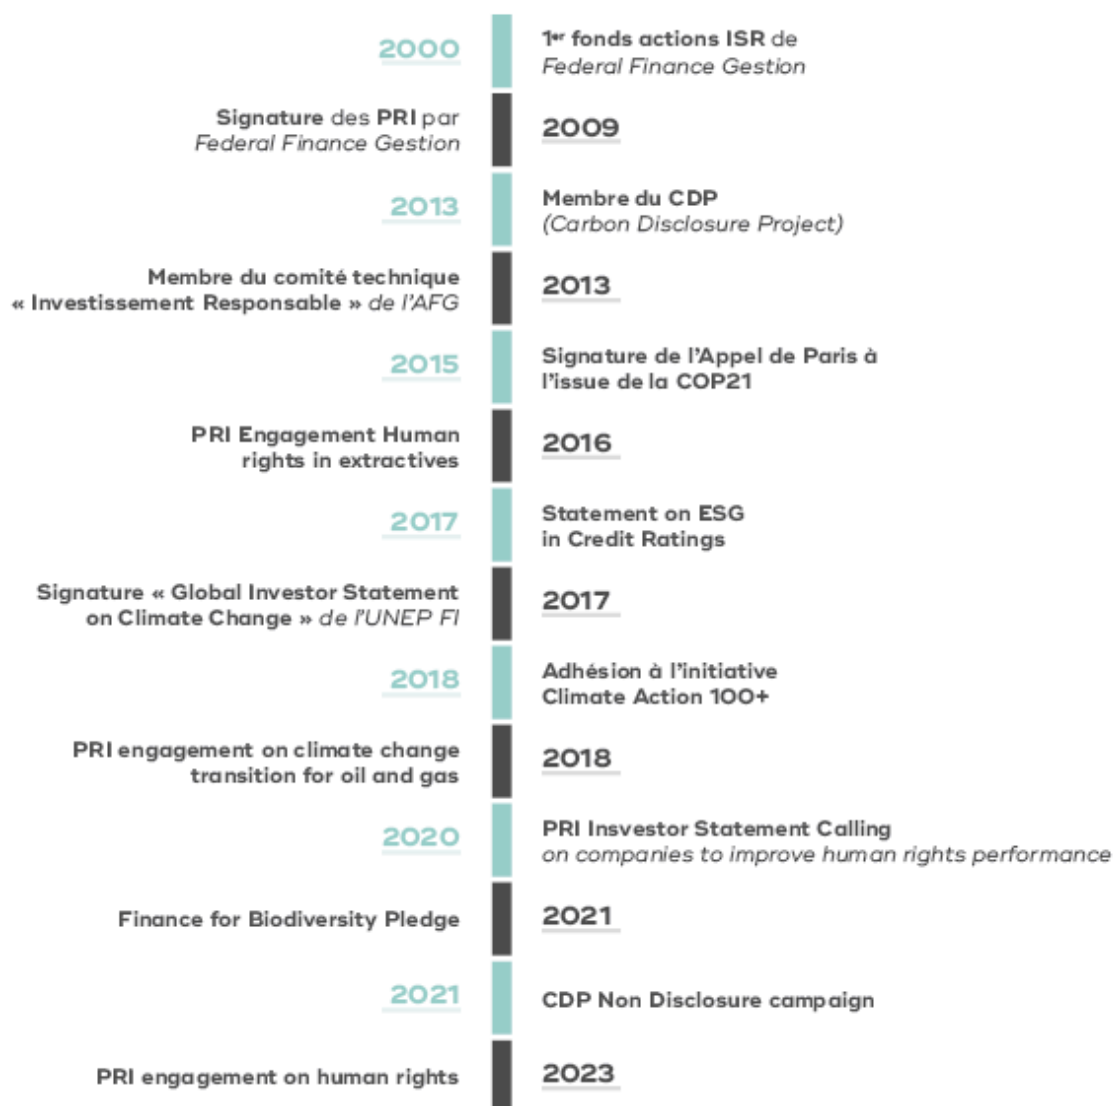 2000
1er fonds actions ISR de
Federal Finance Gestion
Signature des PRI par
Federal Finance Gestion
2009
2013
Membre du CDP
(Carbon Disclosure Project)
Membre du comité technique
« Investissement Responsable » de l'AFG
2013
2015
Signature de l'Appel de Paris à
l'issue de la COP21
PRI Engagement Human
rights in extractives
2016
2017
Statement on ESG
in Credit Ratings
Signature « Global Investor Statement
on Climate Change » de l'UNEP FI
2017
2018
Adhésion à l'initiative
Climate Action 100+
PRI engagement on climate change
transition for oil and gas
2018
2020
PRI Insvestor Statement Calling
on companies to improve human rights performance
Finance for Biodiversity Pledge
2021
2021
CDP Non Disclosure campaign
PRI engagement on human rights
2023